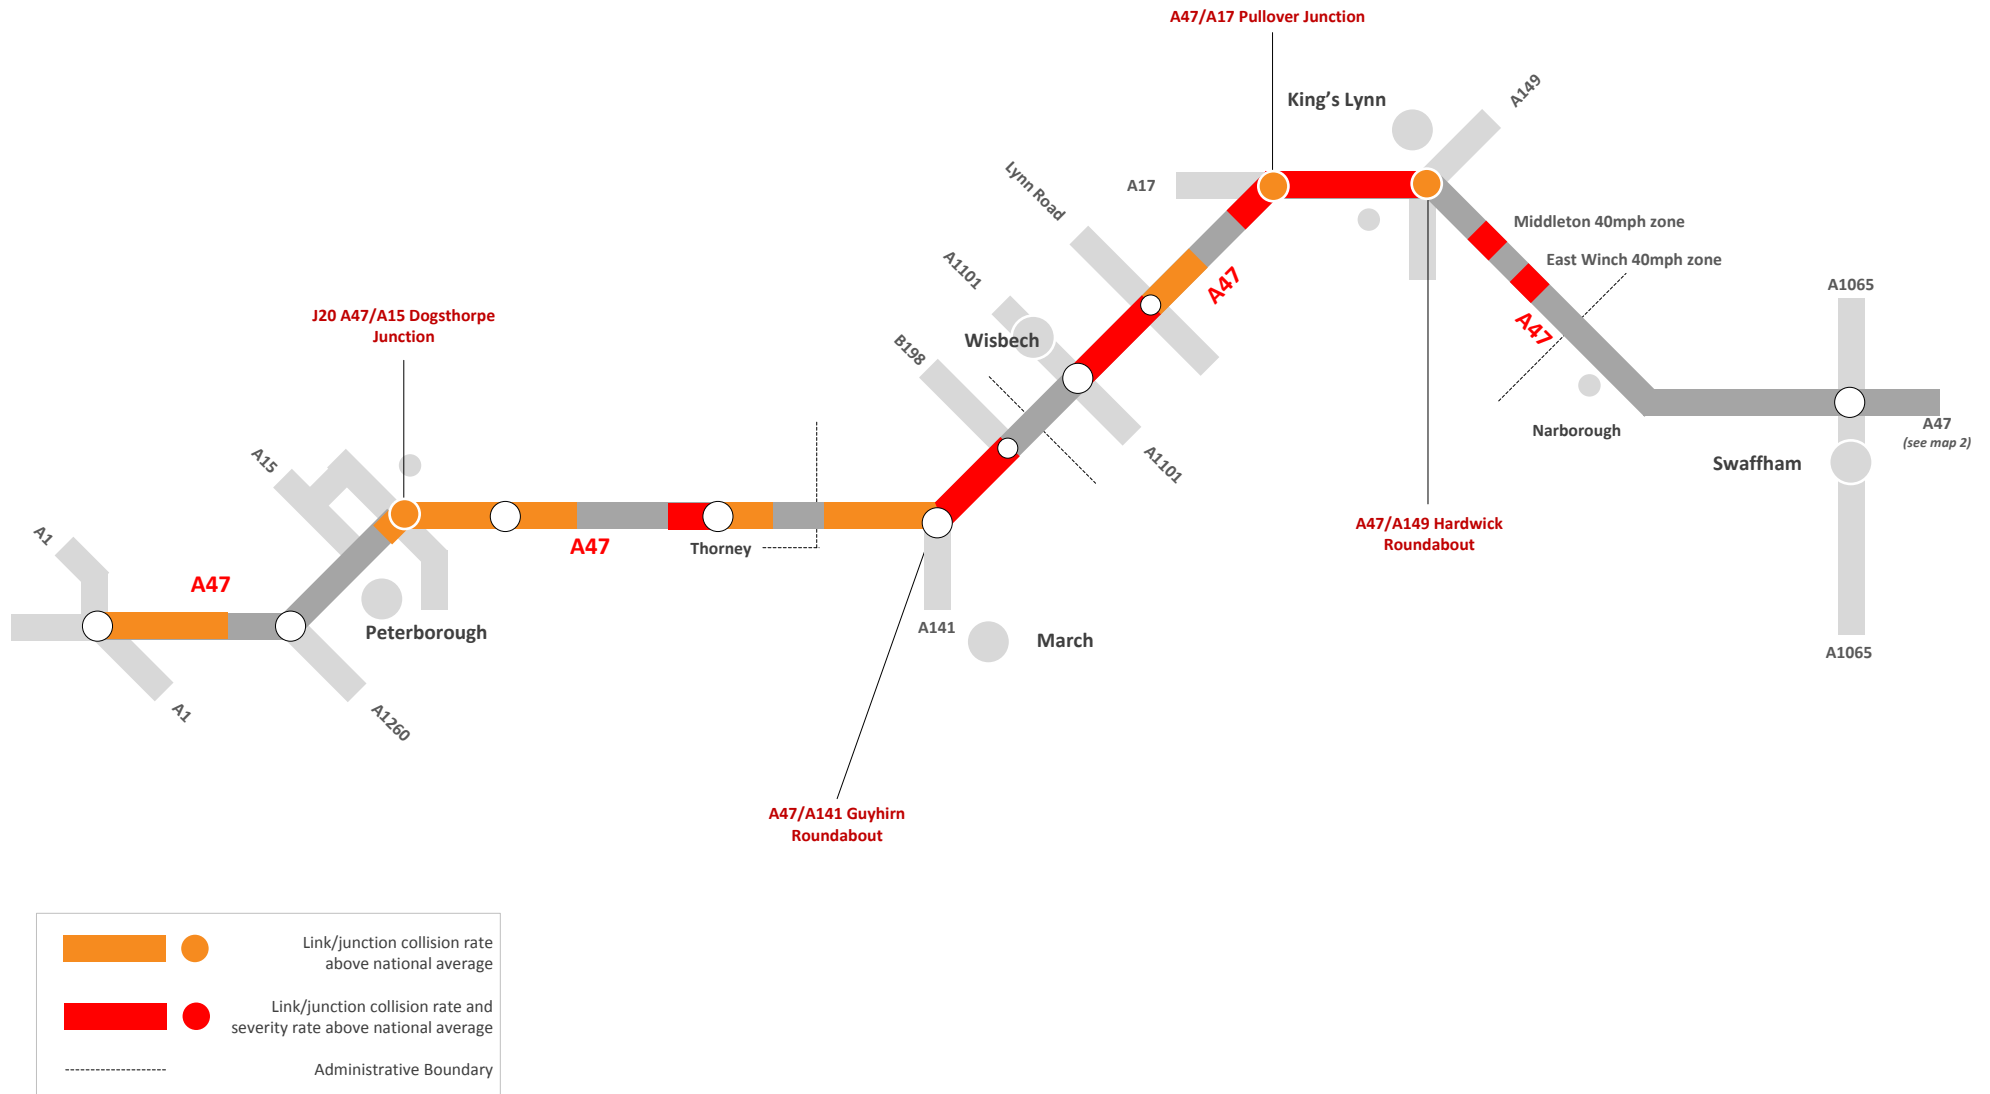 A47/A17 Pullover Junction
King's Lynn
A149
Lynn Road
A17
Middleton 40mph zone
A1101
East Winch 40mph zone
A47
A1065
J20 A47/A15 Dogsthorpe
Junction
Wisbech
A47
B198
A47
(see map 2)
Narborough
A15
A1101
Swaffham
A47/A149 Hardwick
Roundabout
A1
A47
Thorney
A47
Peterborough
A141
March
A1065
A1
A1260
A47/A141 Guyhirn
Roundabout
Link/junction collision rate
above national average
Link/junction collision rate and
severity rate above national average
Administrative Boundary